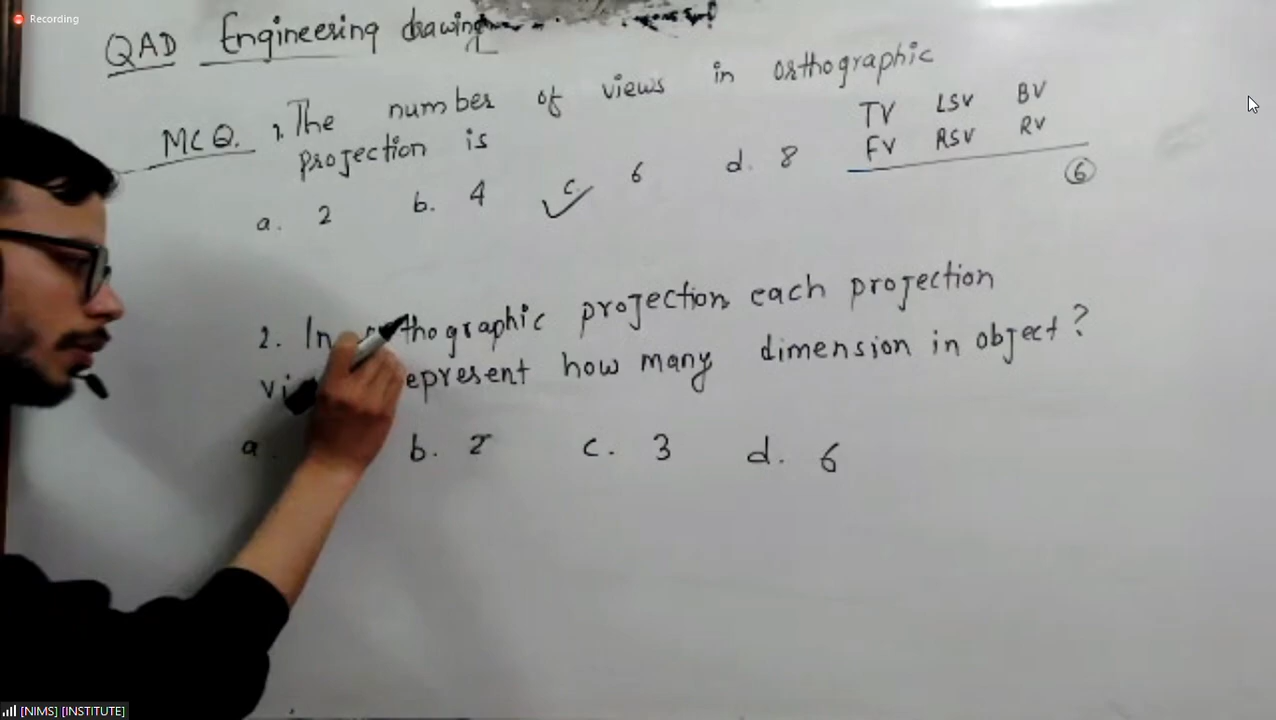 Recording
QAD Engineering drawing
MCQ. 1. The number of views in orthographic
projection is
TV LSV BV
FV RSV RV
6
a. 2 b. 4 c. 6 d. 8
2. In orthographic projection each projection
represent how many dimension in object?
a b. 2 c. 3 d. 6
[NIMS] [INSTITUTE]